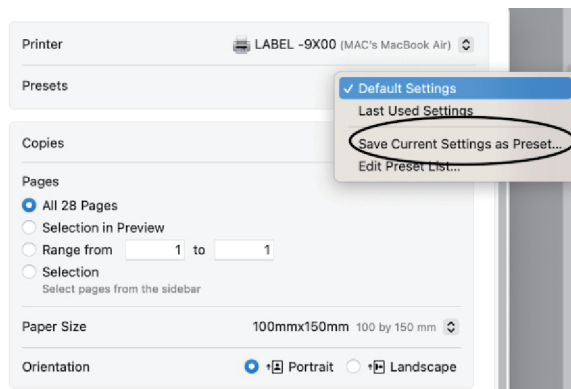 Printer LABEL -9X00 (MAC's MacBook Air)
Presets
✓ Default Settings
Last Used Settings
Save Current Settings as Preset...
Edit Preset List...
Copies
Pages
All 28 Pages
Selection in Preview
Range from 1 to 1
Selection
Select pages from the sidebar
Paper Size 100mmx150mm 100 by 150 mm
Orientation Portrait Landscape